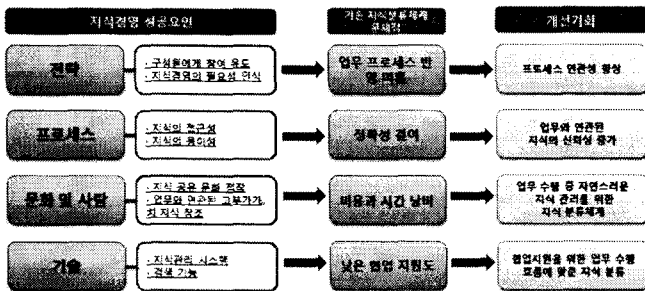 지식경영 성공요인
기존 지식분류체계
문제점
개선기회
전략
· 구성원에게 참여 유도
· 지식경영의 필요성 인식
업무 프로세스 반
영 미흡
프로세스 연관성 향상
프로세스
· 지식의 접근성
· 지식의 용이성
정확성 결여
업무와 연관된
지식의 신뢰성 증가
문화 및 사람
· 지식 공유 문화 정착
· 업무와 연관된 고부가가
치 지식 창조
비용과 시간 낭비
업무 수행 중 자연스러운
지식 관리를 위한
지식 분류체계
기술
· 지식관리 시스템
· 검색 기능
낮은 협업 지원도
협업지원을 위한 업무 수행
흐름에 맞춘 지식 분류